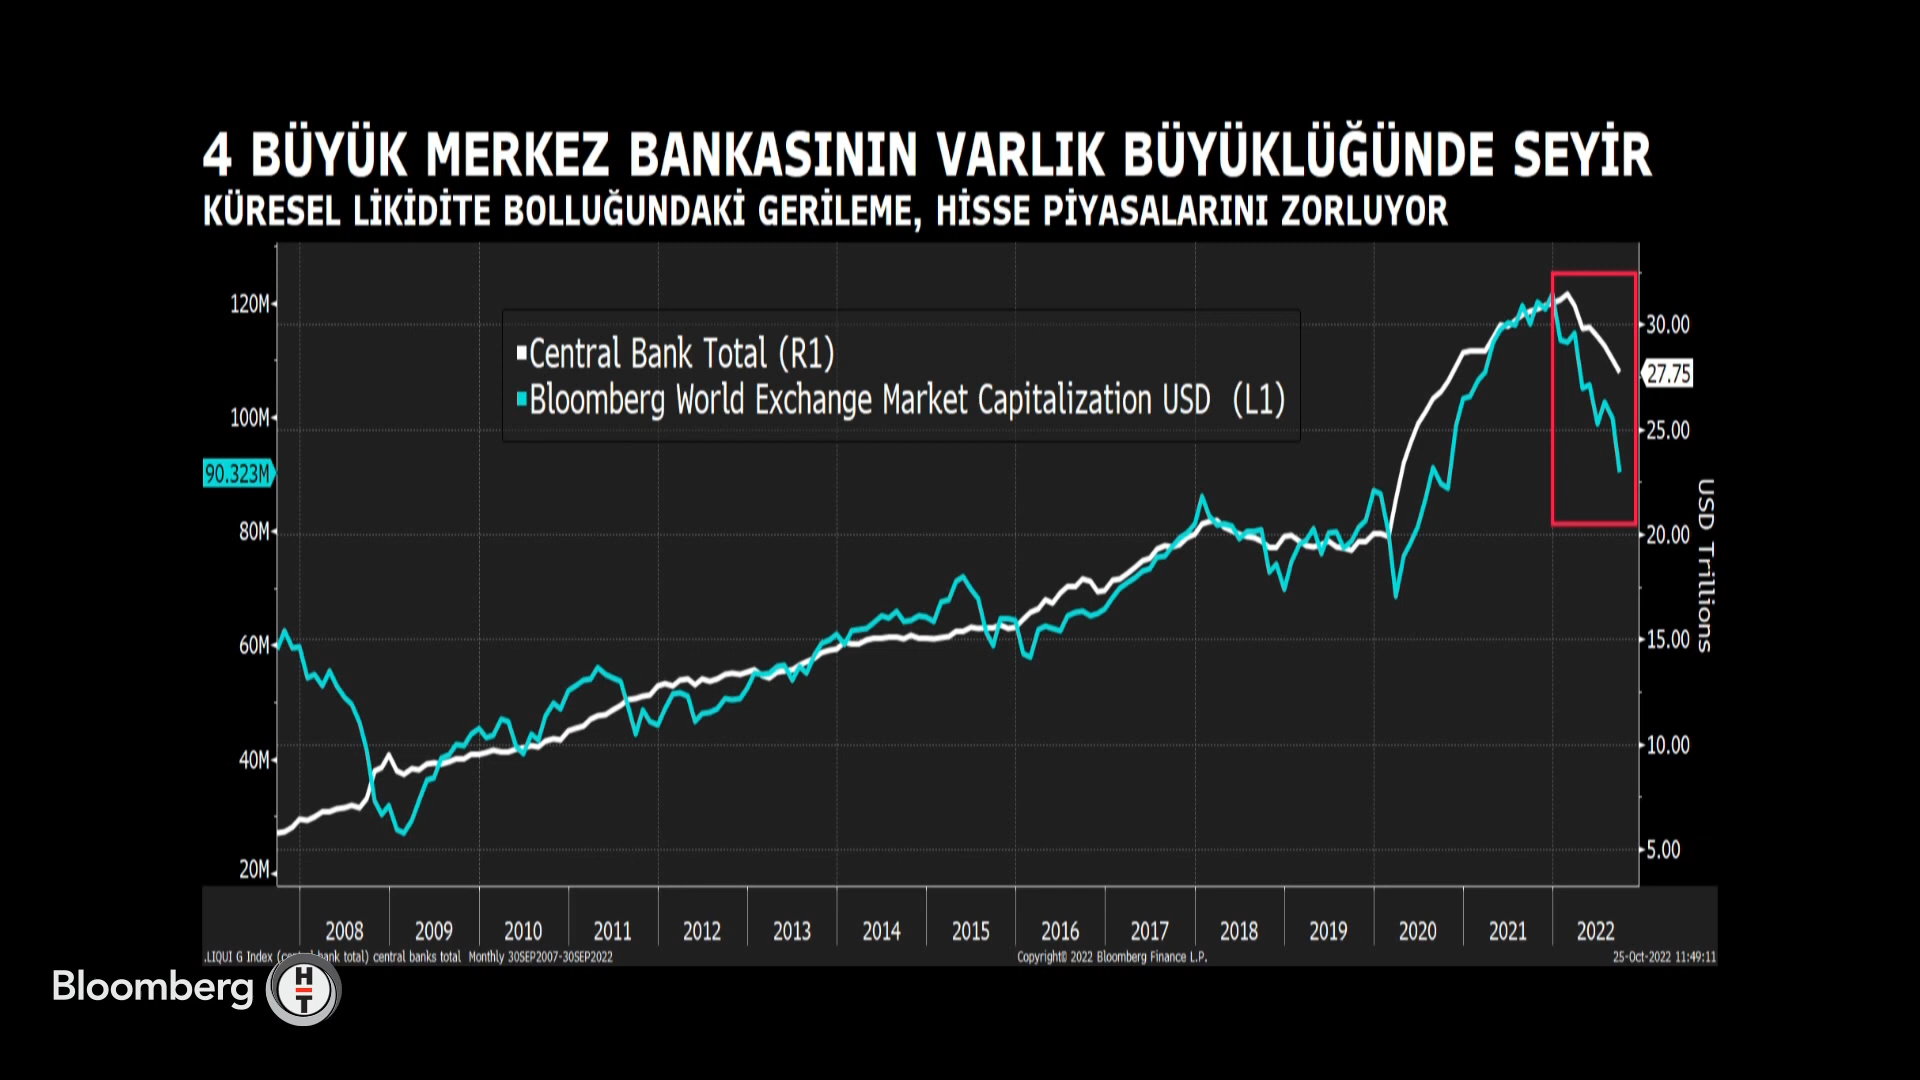 4 BÜYÜK MERKEZ BANKASININ VARLIK BÜYÜKLÜĞÜNDE SEYİR
KÜRESEL LİKİDİTE BOLLUĞUNDAKİ GERİLEME, HİSSE PİYASALARINI ZORLUYOR
Central Bank Total (R1)
Bloomberg World Exchange Market Capitalization USD (L1)
120M
100M
90.323M
80M
60M
40M
20M
30.00
27.75
25.00
20.00
15.00
10.00
5.00
USD Trillions
2008 2009 2010 2011 2012 2013 2014 2015 2016 2017 2018 2019 2020 2021 2022
.LIQUI G Index (central bank total) central banks total Monthly 30SEP2007-30SEP2022 Copyright© 2022 Bloomberg Finance L.P. 25-Oct-2022 11:49:11
Bloomberg HT